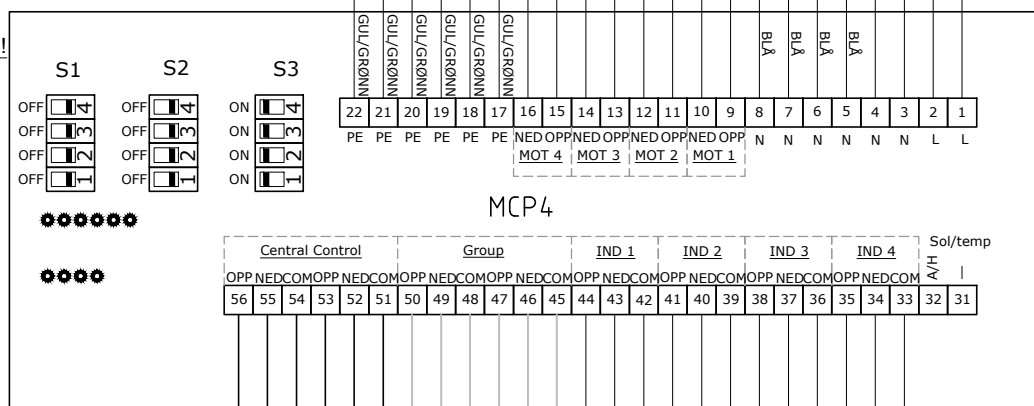 !
GUL/GRØNN GUL/GRØNN GUL/GRØNN GUL/GRØNN GUL/GRØNN GUL/GRØNN BLÅ BLÅ BLÅ BLÅ
S1 S2 S3
OFF 4 OFF 4 ON 4
OFF 3 OFF 3 ON 3
OFF 2 OFF 2 ON 2
OFF 1 OFF 1 ON 1
22 21 20 19 18 17 16 15 14 13 12 11 10 9 8 7 6 5 4 3 2 1
PE PE PE PE PE PE NED OPP NED OPP NED OPP NED OPP N N N N N N L L
MOT 4 MOT 3 MOT 2 MOT 1
MCP4
Central Control Group IND 1 IND 2 IND 3 IND 4 Sol/temp
OPP NED COM OPP NED COM OPP NED COM OPP NED COM OPP NED COM OPP NED COM OPP NED COM OPP NED COM A/H |
56 55 54 53 52 51 50 49 48 47 46 45 44 43 42 41 40 39 38 37 36 35 34 33 32 31